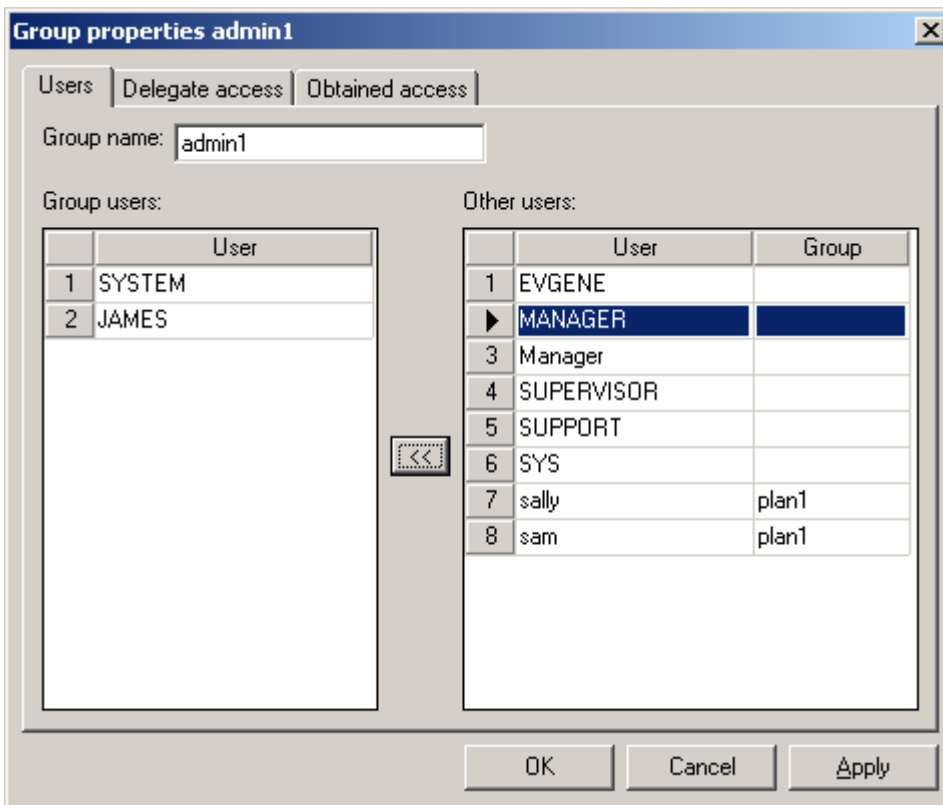 Group properties admin1
Users Delegate access Obtained access
Group name: admin1
Group users:
User
1 SYSTEM
2 JAMES
<<
Other users:
User Group
1 EVGENE
MANAGER
3 Manager
4 SUPERVISOR
5 SUPPORT
6 SYS
7 sally plan1
8 sam plan1
OK Cancel Apply